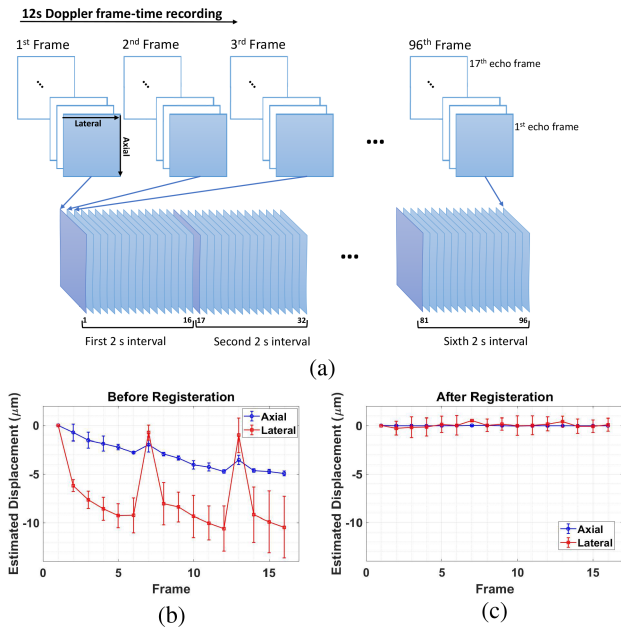 12s Doppler frame-time recording
1st Frame
2nd Frame
3rd Frame
96th Frame
17th echo frame
...
...
...
...
Lateral
Axial
1st echo frame
...
...
1
16
17
32
81
96
First 2 s interval
Second 2 s interval
Sixth 2 s interval
(a)
Before Registeration
Axial
Lateral
Estimated Displacement (μm)
0
-5
-10
0
5
10
15
Frame
(b)
After Registeration
Estimated Displacement (μm)
0
-5
-10
Axial
Lateral
0
5
10
15
Frame
(c)